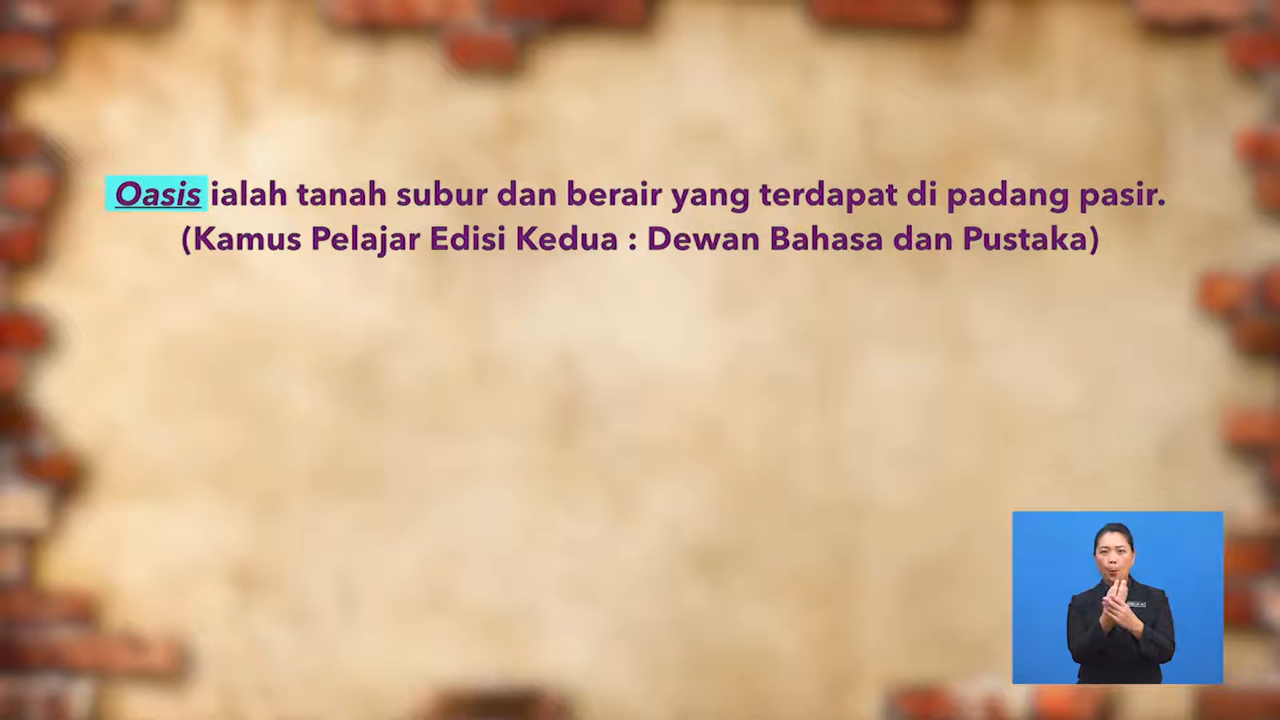 Oasis ialah tanah subur dan berair yang terdapat di padang pasir.
(Kamus Pelajar Edisi Kedua : Dewan Bahasa dan Pustaka)